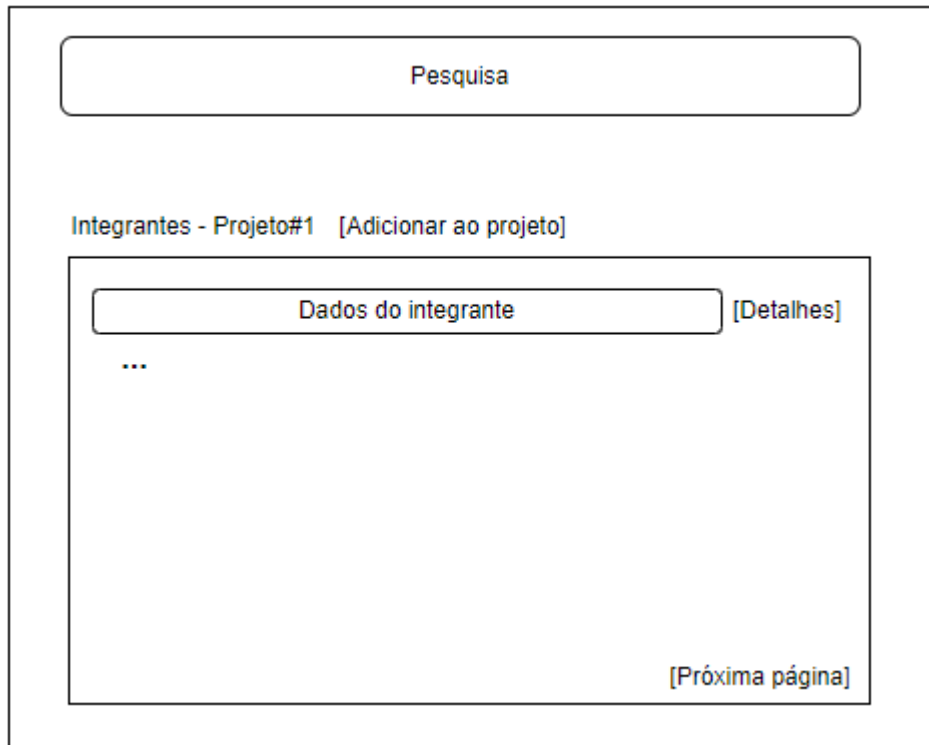 Pesquisa
Integrantes - Projeto#1 [Adicionar ao projeto]
Dados do integrante [Detalhes]
...
[Próxima página]